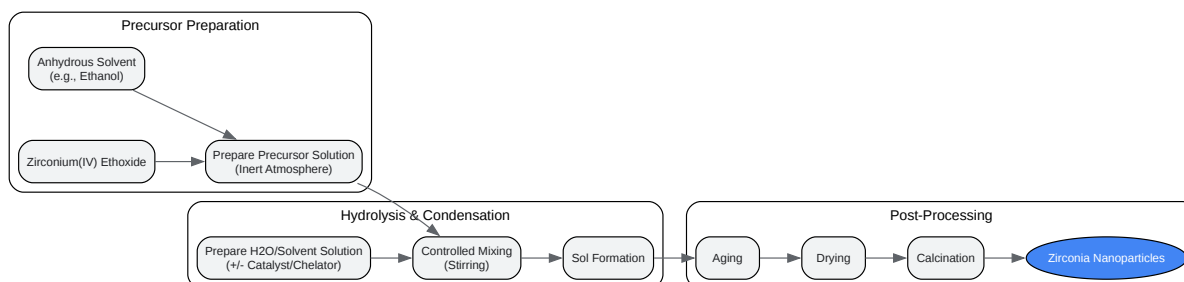 Precursor Preparation
Anhydrous Solvent
(e.g., Ethanol)
Zirconium(IV) Ethoxide
Prepare Precursor Solution
(Inert Atmosphere)
Hydrolysis & Condensation
Prepare H2O/Solvent Solution
(+/- Catalyst/Chelator)
Controlled Mixing
(Stirring)
Sol Formation
Post-Processing
Aging
Drying
Calcination
Zirconia Nanoparticles